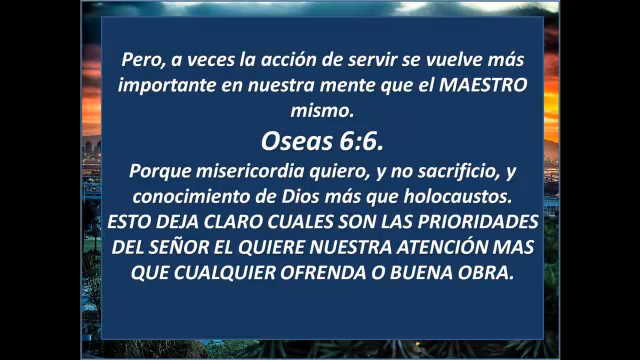 Pero, a veces la acción de servir se vuelve más
importante en nuestra mente que el MAESTRO
mismo.
Oseas 6:6.
Porque misericordia quiero, y no sacrificio, y
conocimiento de Dios más que holocaustos.
ESTO DEJA CLARO CUALES SON LAS PRIORIDADES
DEL SEÑOR EL QUIERE NUESTRA ATENCIÓN MAS
QUE CUALQUIER OFRENDA O BUENA OBRA.